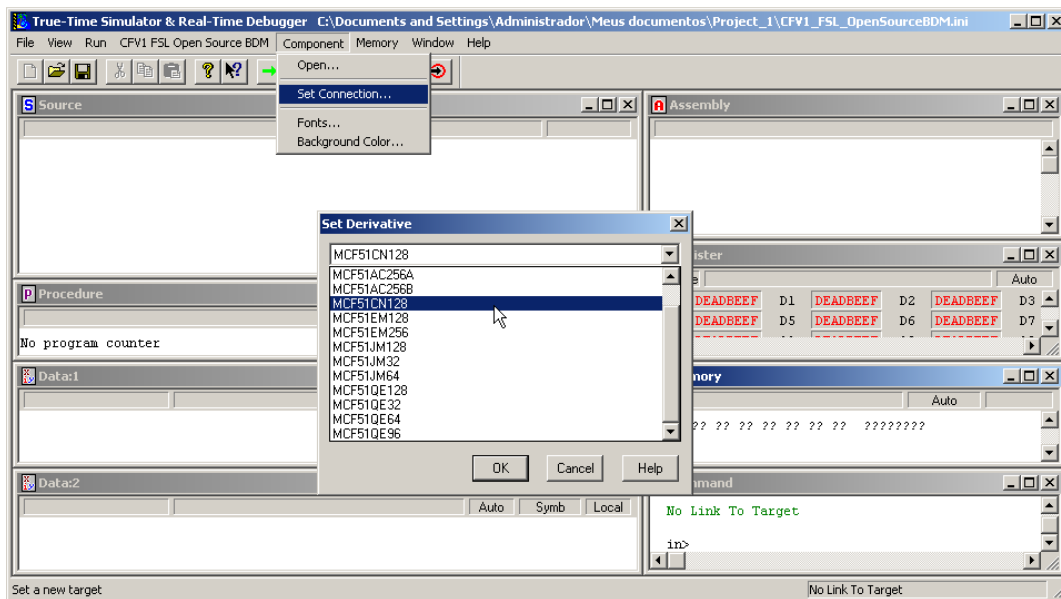 True-Time Simulator & Real-Time Debugger C:\Documents and Settings\Administrador\Meus documentos\Project_1\CFV1_FSL_OpenSourceBDM.ini
File View Run CFV1 FSL Open Source BDM Component Memory Window Help
Open...
Set Connection...
Fonts...
Background Color...
Source
Assembly
Set Derivative
MCF51CN128
MCF51AC256A
MCF51AC256B
MCF51CN128
MCF51EM128
MCF51EM256
MCF51JM128
MCF51JM32
MCF51JM64
MCF51QE128
MCF51QE32
MCF51QE64
MCF51QE96
OK Cancel Help
ister
Auto
DEADBEEF D1 DEADBEEF D2 DEADBEEF D3
DEADBEEF D5 DEADBEEF D6 DEADBEEF D7
Procedure
No program counter
Data:1
mory
Auto
?? ?? ?? ?? ?? ?? ?? ????????
Data:2
Auto Symb Local
mmand
No Link To Target
in>
Set a new target
No Link To Target